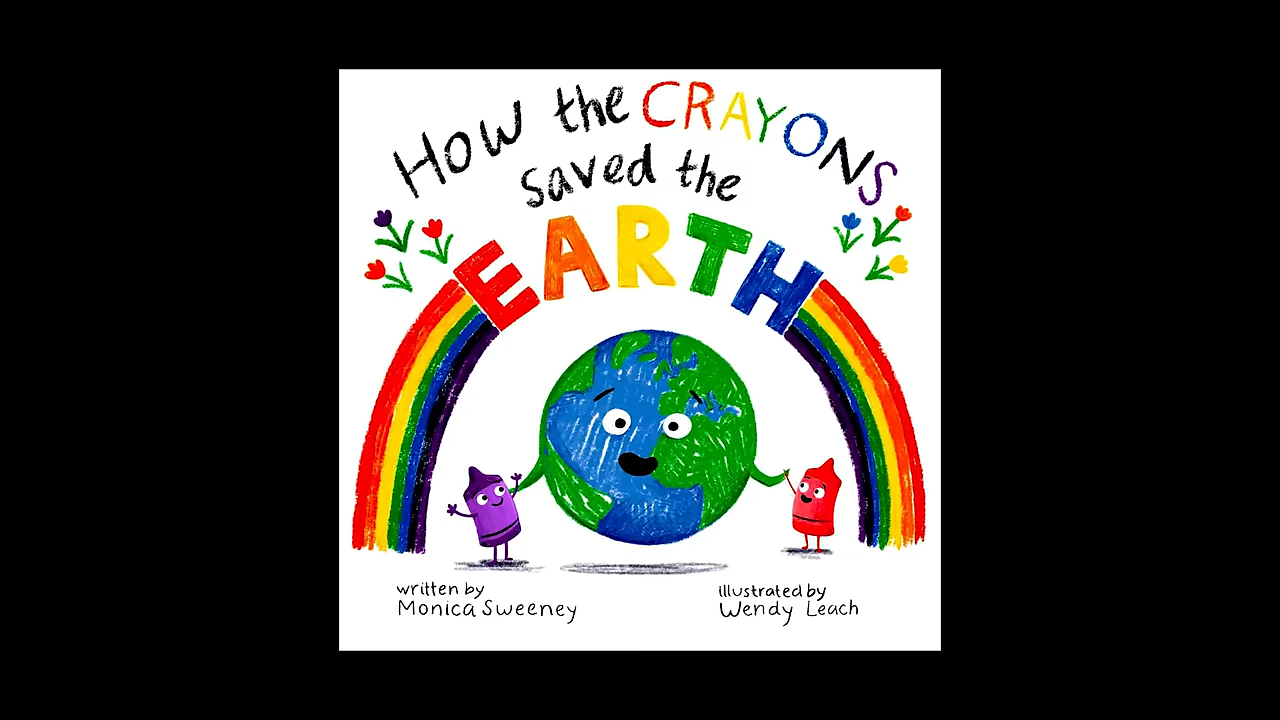 How the CRAYONS
saved the
EARTH
written by
Monica Sweeney
illustrated by
Wendy Leach